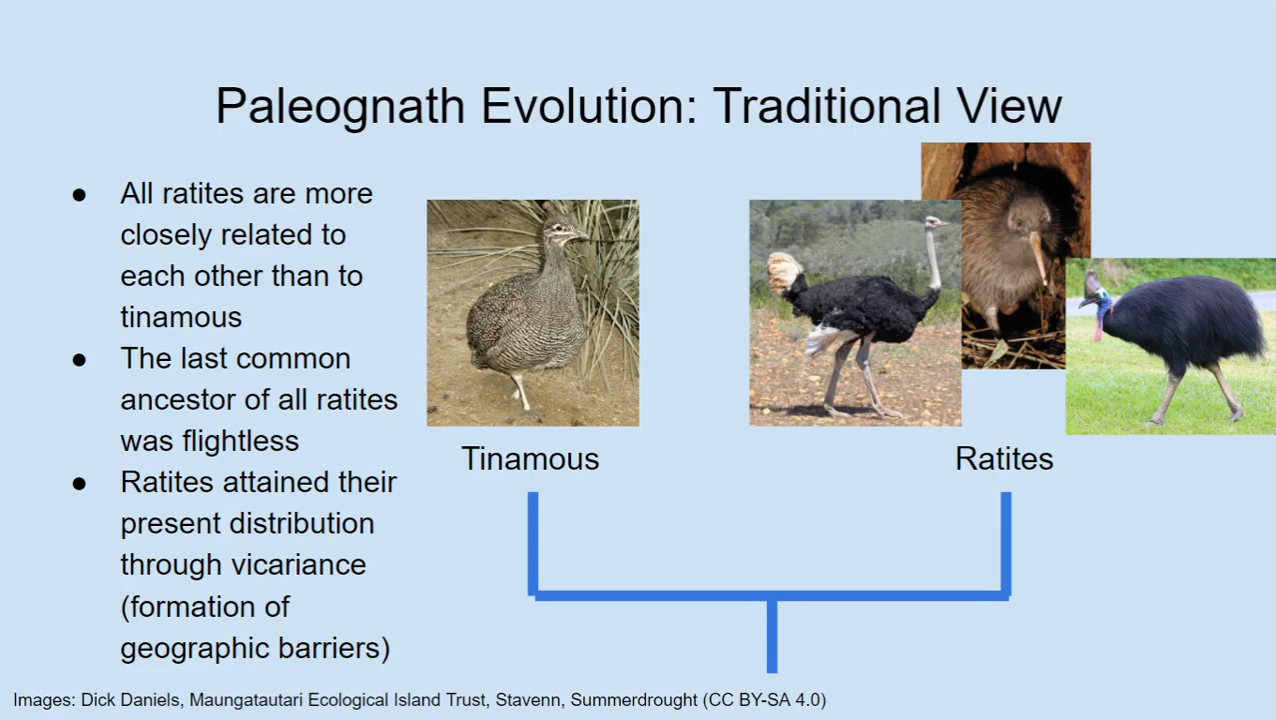 Paleognath Evolution: Traditional View
● All ratites are more
closely related to
each other than to
tinamous
● The last common
ancestor of all ratites
was flightless
● Ratites attained their
present distribution
through vicariance
(formation of
geographic barriers)
Tinamous
Ratites
Images: Dick Daniels, Maungatautari Ecological Island Trust, Stavenn, Summerdrought (CC BY-SA 4.0)